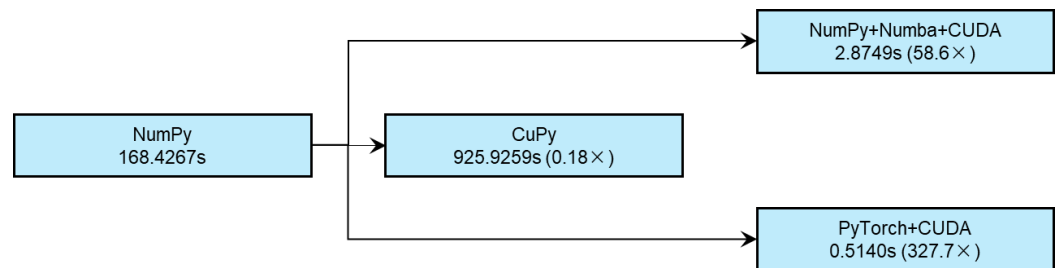 NumPy+Numba+CUDA
2.8749s (58.6×)
NumPy
168.4267s
CuPy
925.9259s (0.18×)
PyTorch+CUDA
0.5140s (327.7×)